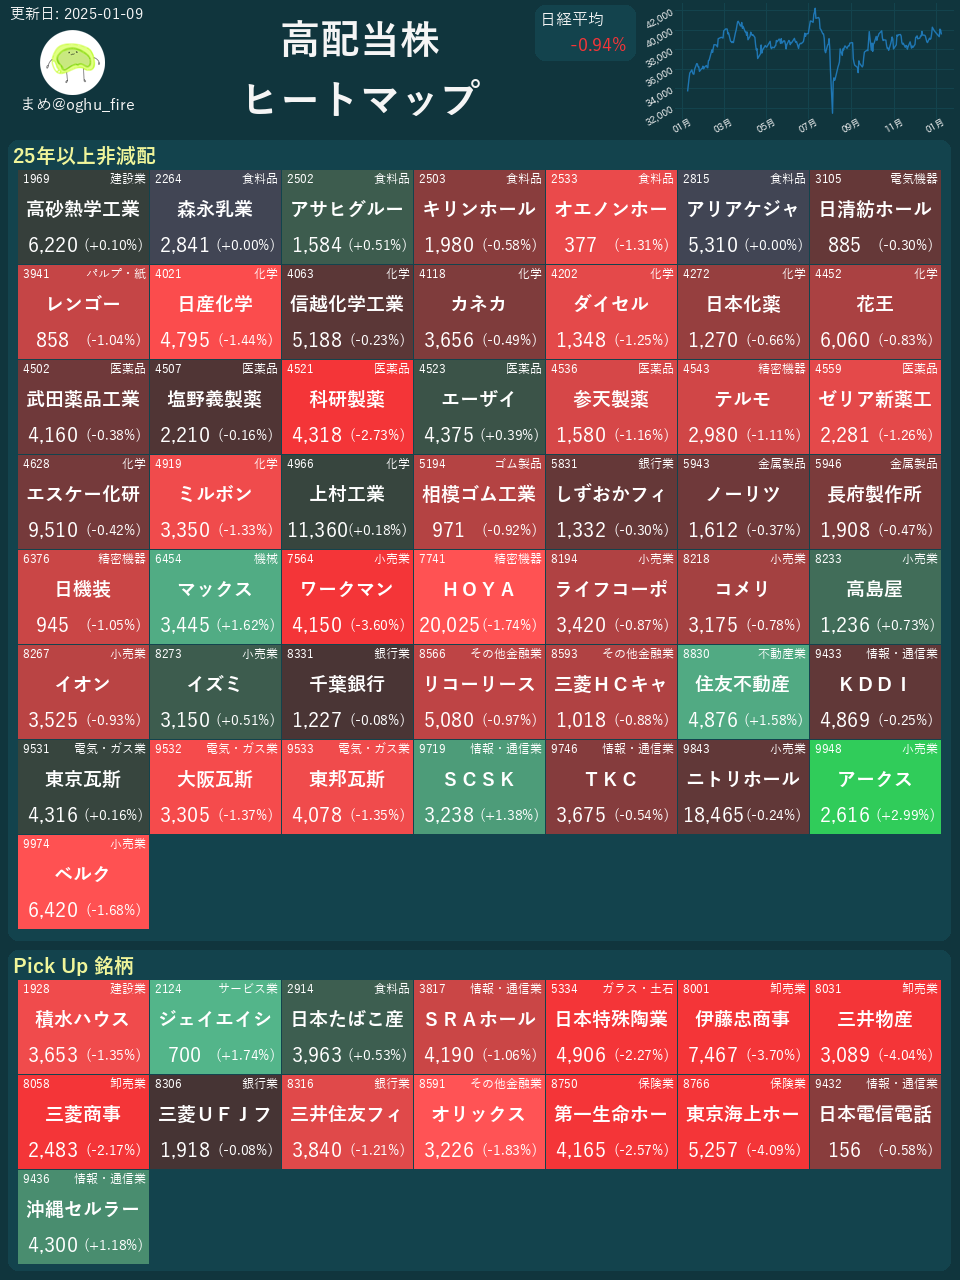 更新日: 2025-01-09
まめ@oghu_fire
高配当株
ヒートマップ
日経平均
-0.94%
42,000
40,000
38,000
36,000
34,000
32,000
01月 03月 05月 07月 09月 11月 01月
25年以上非減配
1969 建設業 2264 食料品 2502 食料品 2503 食料品 2533 食料品 2815 食料品 3105 電気機器
高砂熱学工業 森永乳業 アサヒグルー キリンホール オエノンホー アリアケジャ 日清紡ホール
6,220 (+0.10%) 2,841 (+0.00%) 1,584 (+0.51%) 1,980 (-0.58%) 377 (-1.31%) 5,310 (+0.00%) 885 (-0.30%)
3941 パルプ・紙 4021 化学 4063 化学 4118 化学 4202 化学 4272 化学 4452 化学
レンゴー 日産化学 信越化学工業 カネカ ダイセル 日本化薬 花王
858 (-1.04%) 4,795 (-1.44%) 5,188 (-0.23%) 3,656 (-0.49%) 1,348 (-1.25%) 1,270 (-0.66%) 6,060 (-0.83%)
4502 医薬品 4507 医薬品 4521 医薬品 4523 医薬品 4536 医薬品 4543 精密機器 4559 医薬品
武田薬品工業 塩野義製薬 科研製薬 エーザイ 参天製薬 テルモ ゼリア新薬工
4,160 (-0.38%) 2,210 (-0.16%) 4,318 (-2.73%) 4,375 (+0.39%) 1,580 (-1.16%) 2,980 (-1.11%) 2,281 (-1.26%)
4628 化学 4919 化学 4966 化学 5194 ゴム製品 5831 銀行業 5943 金属製品 5946 金属製品
エスケー化研 ミルボン 上村工業 相模ゴム工業 しずおかフィ ノーリツ 長府製作所
9,510 (-0.42%) 3,350 (-1.33%) 11,360(+0.18%) 971 (-0.92%) 1,332 (-0.30%) 1,612 (-0.37%) 1,908 (-0.47%)
6376 精密機器 6454 機械 7564 小売業 7741 精密機器 8194 小売業 8218 小売業 8233 小売業
日機装 マックス ワークマン ＨＯＹＡ ライフコーポ コメリ 高島屋
945 (-1.05%) 3,445 (+1.62%) 4,150 (-3.60%) 20,025(-1.74%) 3,420 (-0.87%) 3,175 (-0.78%) 1,236 (+0.73%)
8267 小売業 8273 小売業 8331 銀行業 8566 その他金融業 8593 その他金融業 8830 不動産業 9433 情報・通信業
イオン イズミ 千葉銀行 リコーリース 三菱ＨＣキャ 住友不動産 ＫＤＤＩ
3,525 (-0.93%) 3,150 (+0.51%) 1,227 (-0.08%) 5,080 (-0.97%) 1,018 (-0.88%) 4,876 (+1.58%) 4,869 (-0.25%)
9531 電気・ガス業 9532 電気・ガス業 9533 電気・ガス業 9719 情報・通信業 9746 情報・通信業 9843 小売業 9948 小売業
東京瓦斯 大阪瓦斯 東邦瓦斯 ＳＣＳＫ ＴＫＣ ニトリホール アークス
4,316 (+0.16%) 3,305 (-1.37%) 4,078 (-1.35%) 3,238 (+1.38%) 3,675 (-0.54%) 18,465(-0.24%) 2,616 (+2.99%)
9974 小売業
ベルク
6,420 (-1.68%)
Pick Up 銘柄
1928 建設業 2124 サービス業 2914 食料品 3817 情報・通信業 5334 ガラス・土石 8001 卸売業 8031 卸売業
積水ハウス ジェイエイシ 日本たばこ産 ＳＲＡホール 日本特殊陶業 伊藤忠商事 三井物産
3,653 (-1.35%) 700 (+1.74%) 3,963 (+0.53%) 4,190 (-1.06%) 4,906 (-2.27%) 7,467 (-3.70%) 3,089 (-4.04%)
8058 卸売業 8306 銀行業 8316 銀行業 8591 その他金融業 8750 保険業 8766 保険業 9432 情報・通信業
三菱商事 三菱ＵＦＪフ 三井住友フィ オリックス 第一生命ホー 東京海上ホー 日本電信電話
2,483 (-2.17%) 1,918 (-0.08%) 3,840 (-1.21%) 3,226 (-1.83%) 4,165 (-2.57%) 5,257 (-4.09%) 156 (-0.58%)
9436 情報・通信業
沖縄セルラー
4,300 (+1.18%)